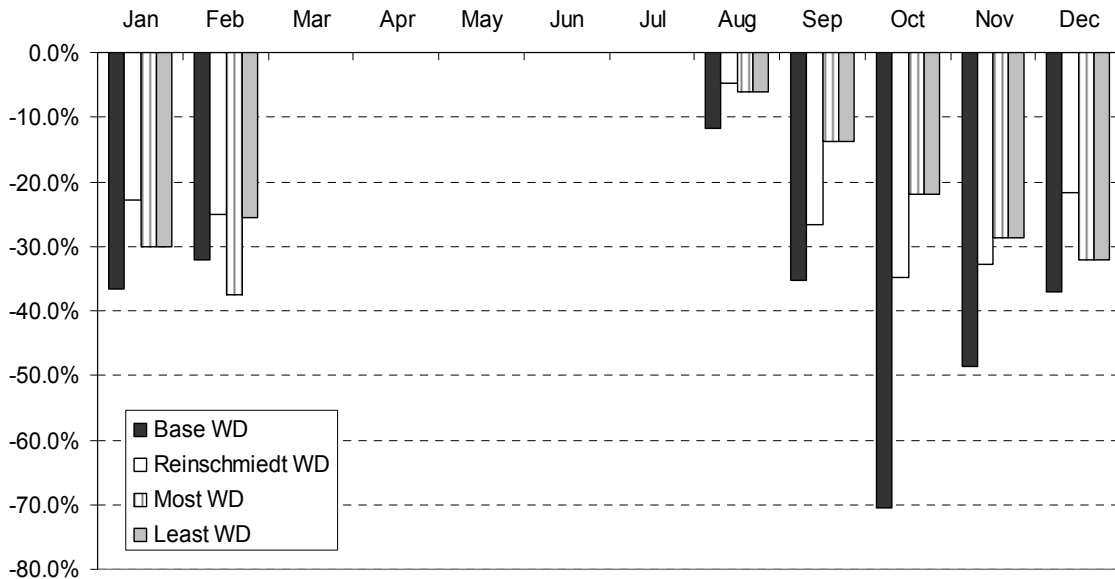 Jan Feb Mar Apr May Jun Jul Aug Sep Oct Nov Dec
0.0%
-10.0%
-20.0%
-30.0%
-40.0%
-50.0%
-60.0%
-70.0%
-80.0%
Base WD
Reinschmiedt WD
Most WD
Least WD